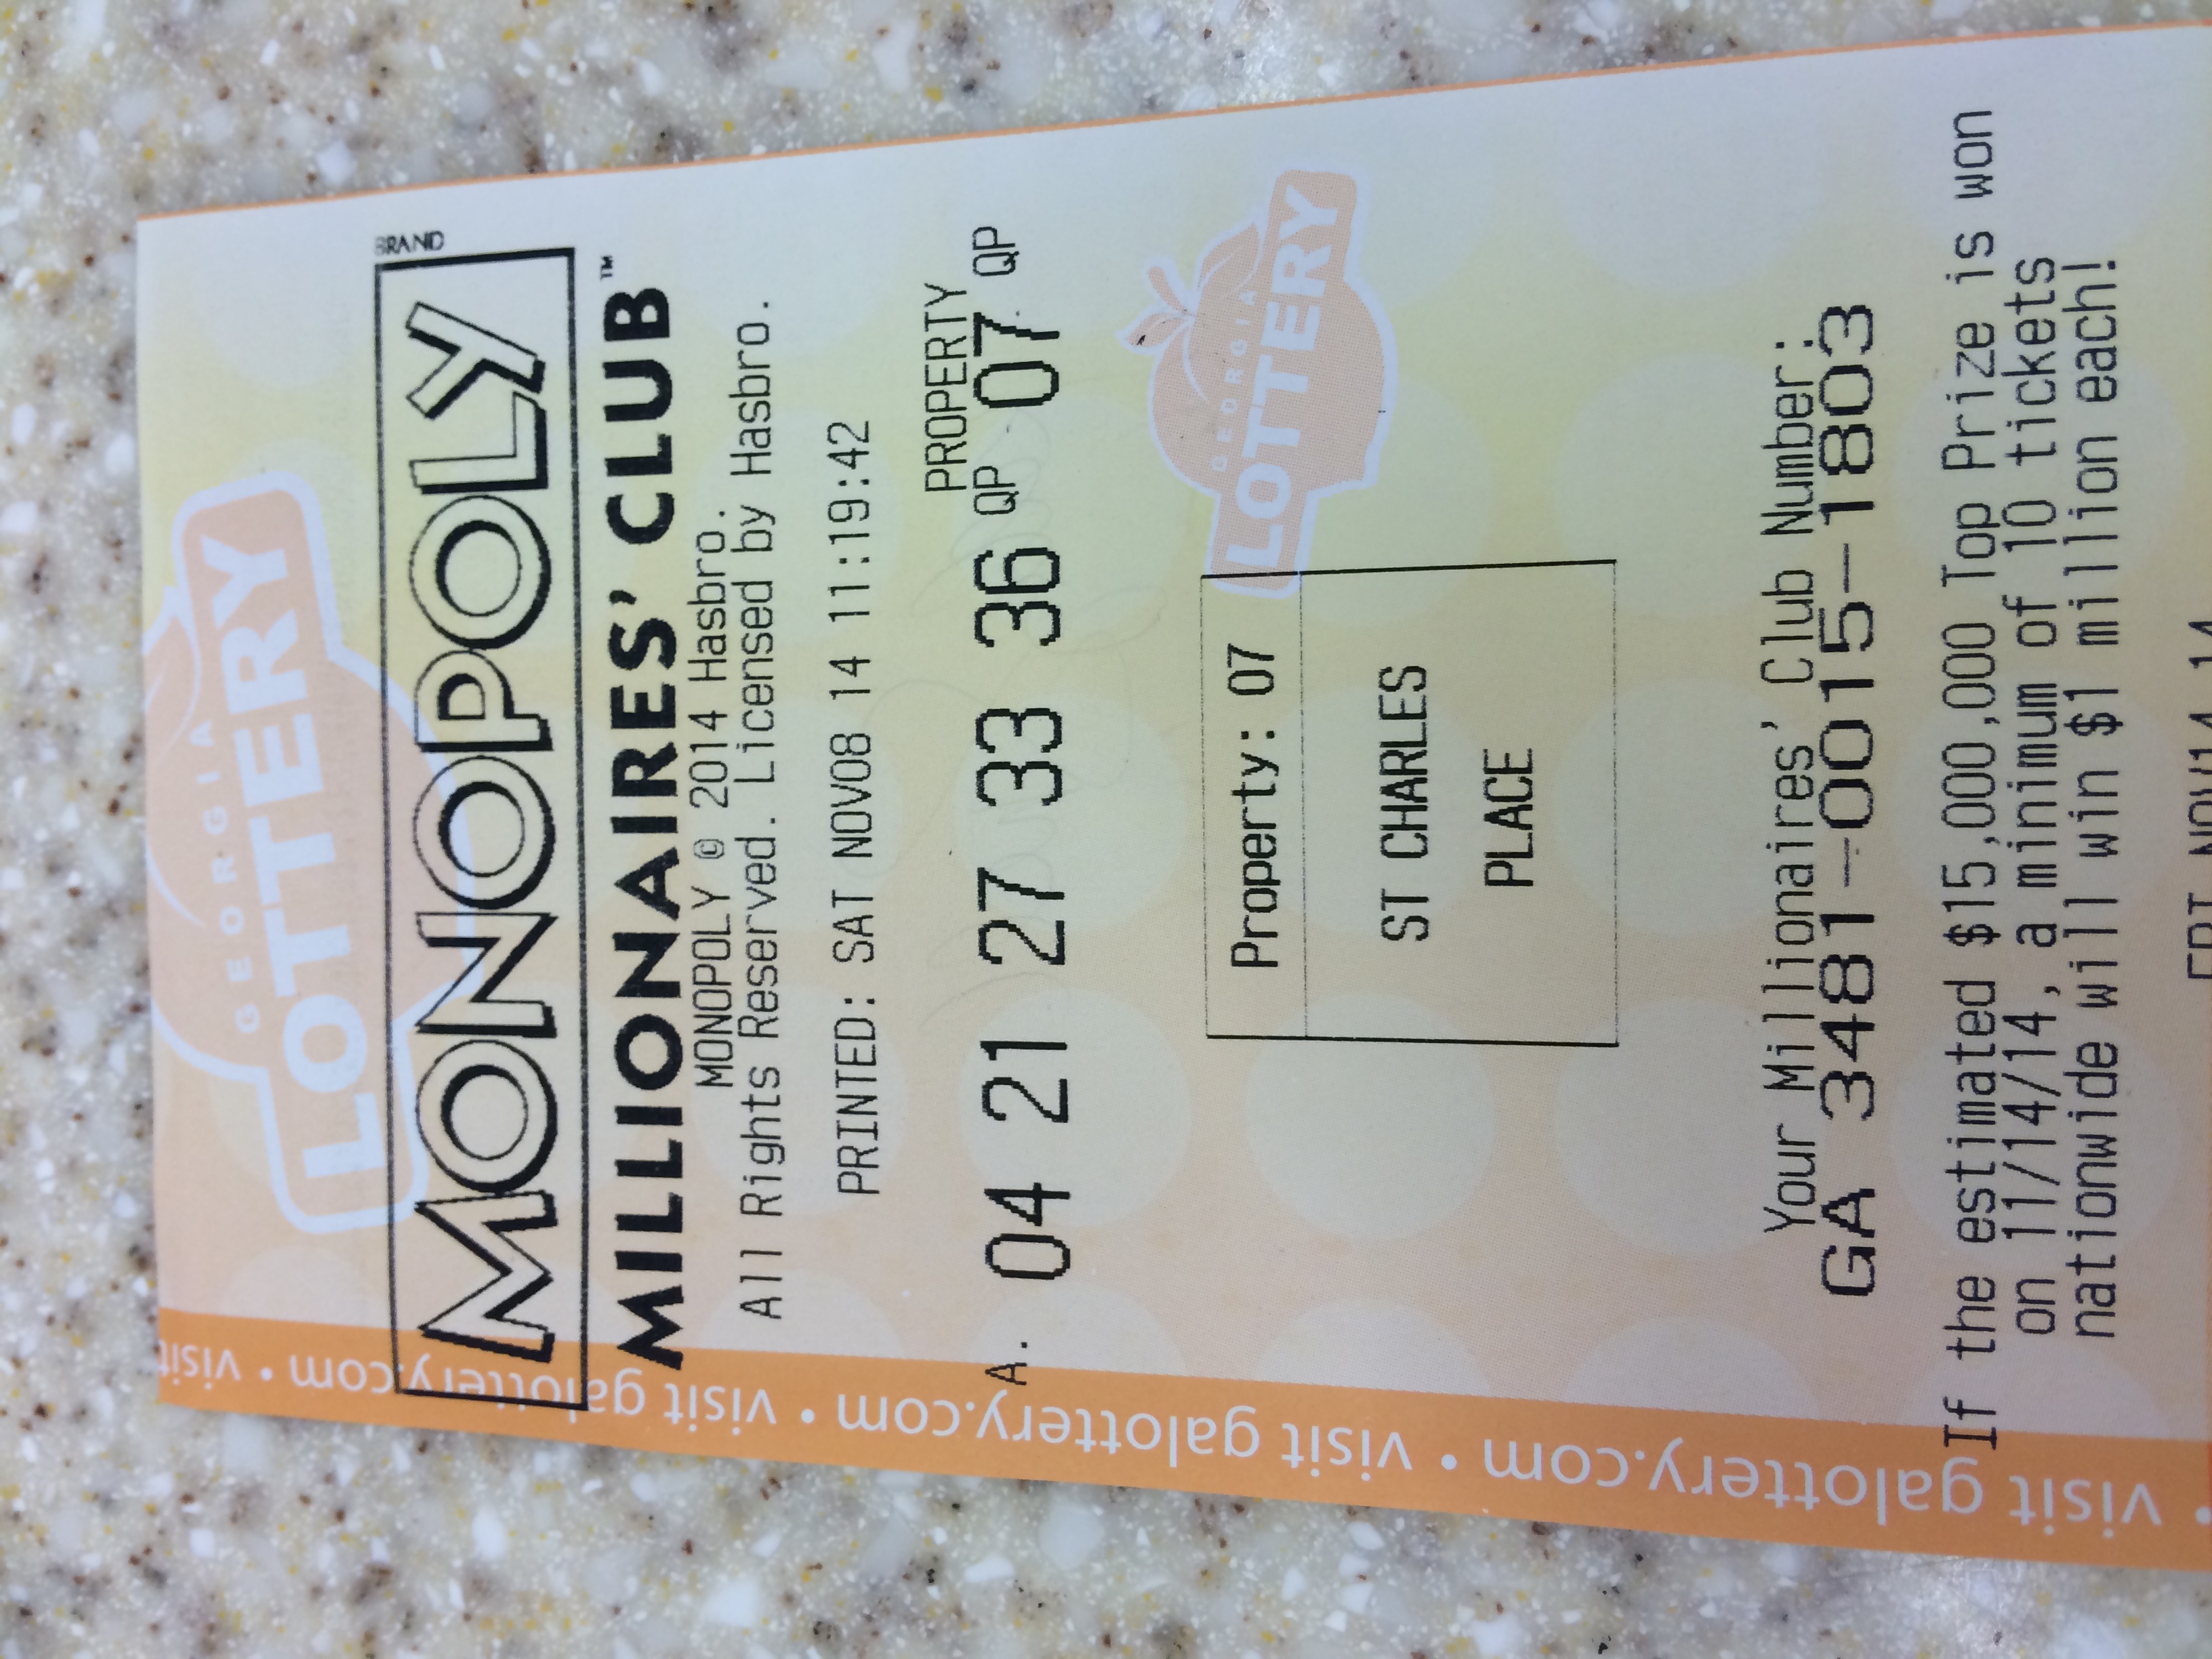 GEORGIA
LOTTERY
BRAND
MONOPOLY
MILLIONAIRES' CLUB™
MONOPOLY © 2014 Hasbro.
All Rights Reserved. Licensed by Hasbro.
PRINTED: SAT NOV08 14 11:19:42
PROPERTY
A. 04 21 27 33 36 QP 07 QP
GEORGIA
LOTTERY
Property: 07
ST CHARLES
PLACE
Your Millionaires' Club Number:
GA 3481-0015-1803
If the estimated $15,000,000 Top Prize is won
on 11/14/14, a minimum of 10 tickets
nationwide will win $1 million each!
FRI NOV14 14
visit galottery.com • visit galottery.com • visit galottery.com • visit